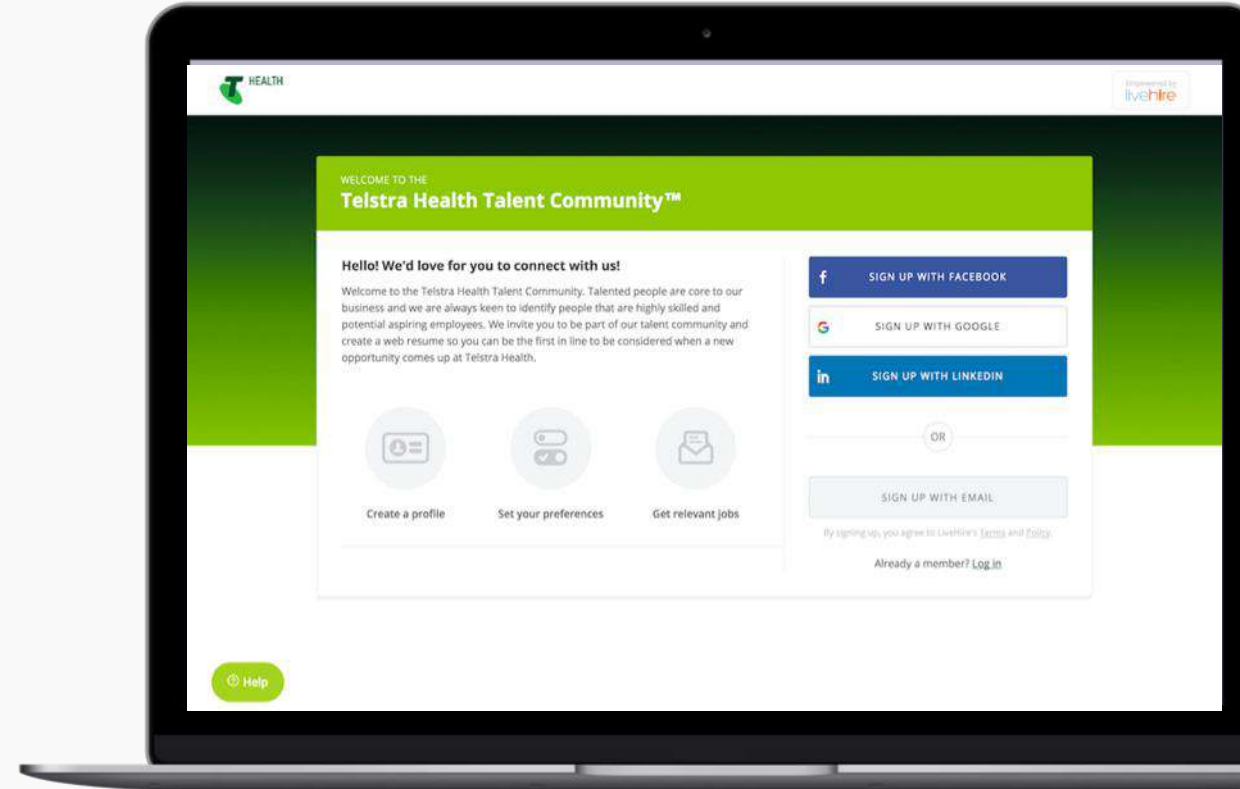 T HEALTH
Empowered by
livehire
WELCOME TO THE
Telstra Health Talent Community™
Hello! We'd love for you to connect with us!
Welcome to the Telstra Health Talent Community. Talented people are core to our
business and we are always keen to identify people that are highly skilled and
potential aspiring employees. We invite you to be part of our talent community and
create a web resume so you can be the first in line to be considered when a new
opportunity comes up at Telstra Health.
Create a profile
Set your preferences
Get relevant jobs
f SIGN UP WITH FACEBOOK
G SIGN UP WITH GOOGLE
in SIGN UP WITH LINKEDIN
OR
SIGN UP WITH EMAIL
By signing up, you agree to LiveHire's Terms and Policy.
Already a member? Log in
? Help